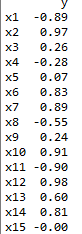 y
x1 -0.89
x2 0.97
x3 0.26
x4 -0.28
x5 0.07
x6 0.83
x7 0.89
x8 -0.55
x9 0.24
x10 0.91
x11 -0.90
x12 0.98
x13 0.60
x14 0.81
x15 -0.00